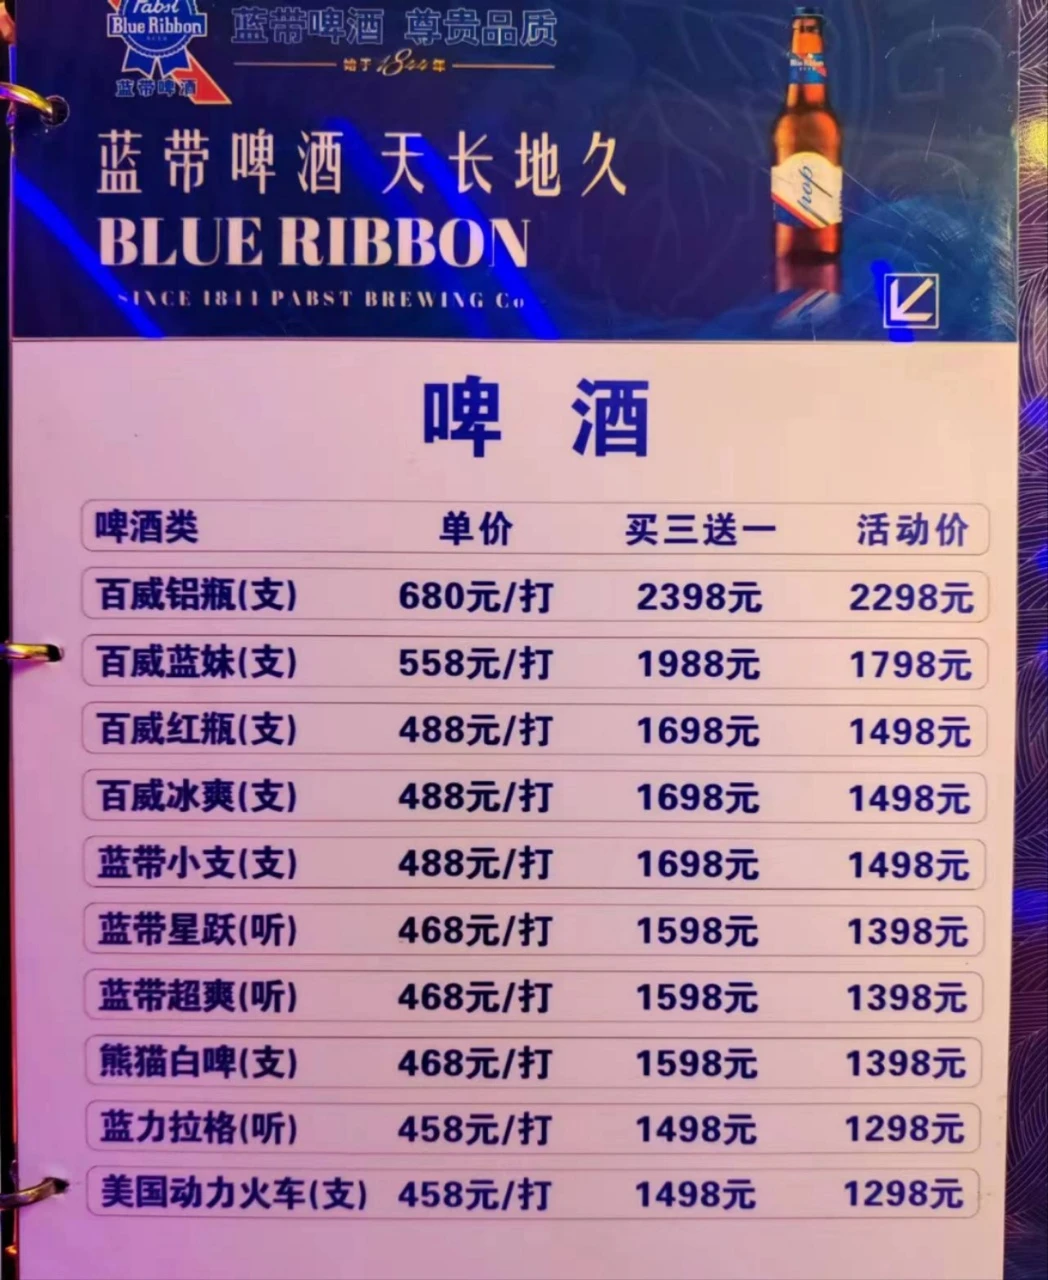 Pabst
Blue Ribbon
蓝带啤酒
蓝带啤酒 尊贵品质
始于1844年
蓝带啤酒 天长地久
BLUE RIBBON
SINCE 1844 PABST BREWING Co
hop
啤 酒
啤酒类 单价 买三送一 活动价
百威铝瓶(支) 680元/打 2398元 2298元
百威蓝妹(支) 558元/打 1988元 1798元
百威红瓶(支) 488元/打 1698元 1498元
百威冰爽(支) 488元/打 1698元 1498元
蓝带小支(支) 488元/打 1698元 1498元
蓝带星跃(听) 468元/打 1598元 1398元
蓝带超爽(听) 468元/打 1598元 1398元
熊猫白啤(支) 468元/打 1598元 1398元
蓝力拉格(听) 458元/打 1498元 1298元
美国动力火车(支) 458元/打 1498元 1298元